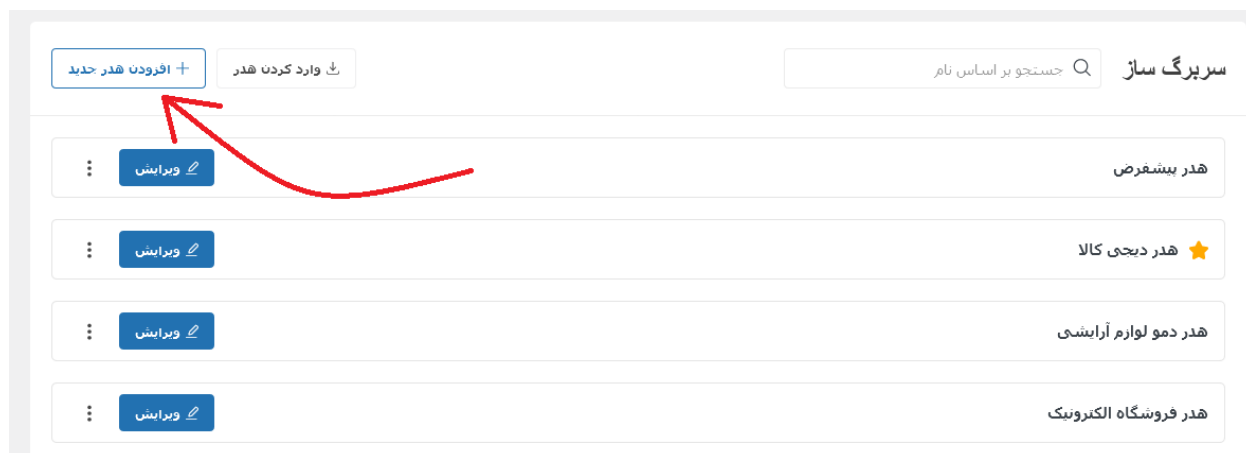 سربرگ ساز
جستجو بر اساس نام
وارد کردن هدر
افزودن هدر جدید
هدر پیشفرض
ویرایش
هدر دیجی کالا
ویرایش
هدر دمو لوازم آرایشی
ویرایش
هدر فروشگاه الکترونیک
ویرایش